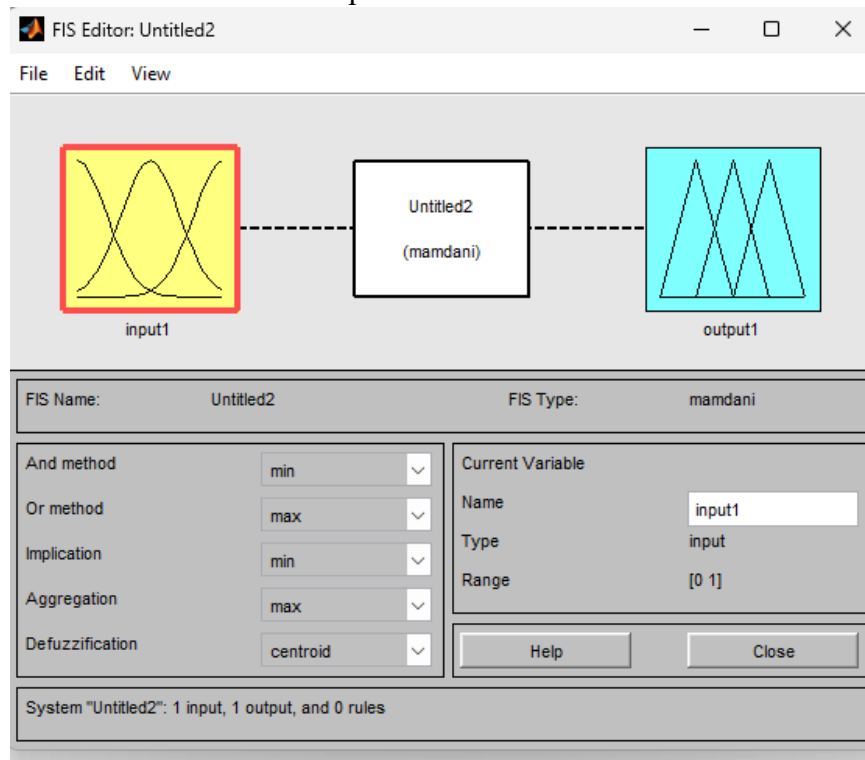 FIS Editor: Untitled2
File Edit View
Untitled2
(mamdani)
input1
output1
FIS Name: Untitled2 FIS Type: mamdani
And method min
Or method max
Implication min
Aggregation max
Defuzzification centroid
Current Variable
Name input1
Type input
Range [0 1]
Help Close
System "Untitled2": 1 input, 1 output, and 0 rules